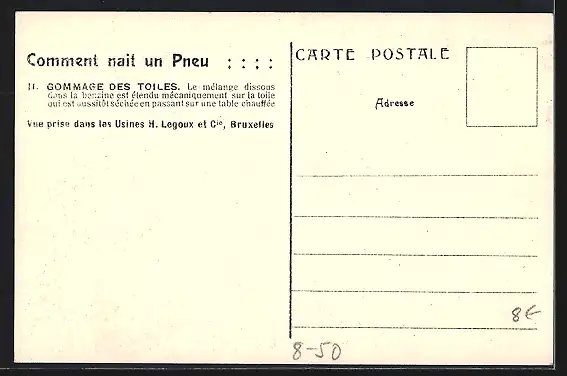 Comment nait un Pneu : : : :
II. GOMMAGE DES TOILES. Le mélange dissous
dans la benzine est étendu mécaniquement sur la toile
qui est aussitôt séchée en passant sur une table chauffée
Vue prise dans les Usines H. Legoux et Cie, Bruxelles
CARTE POSTALE
Adresse
8€
8-50